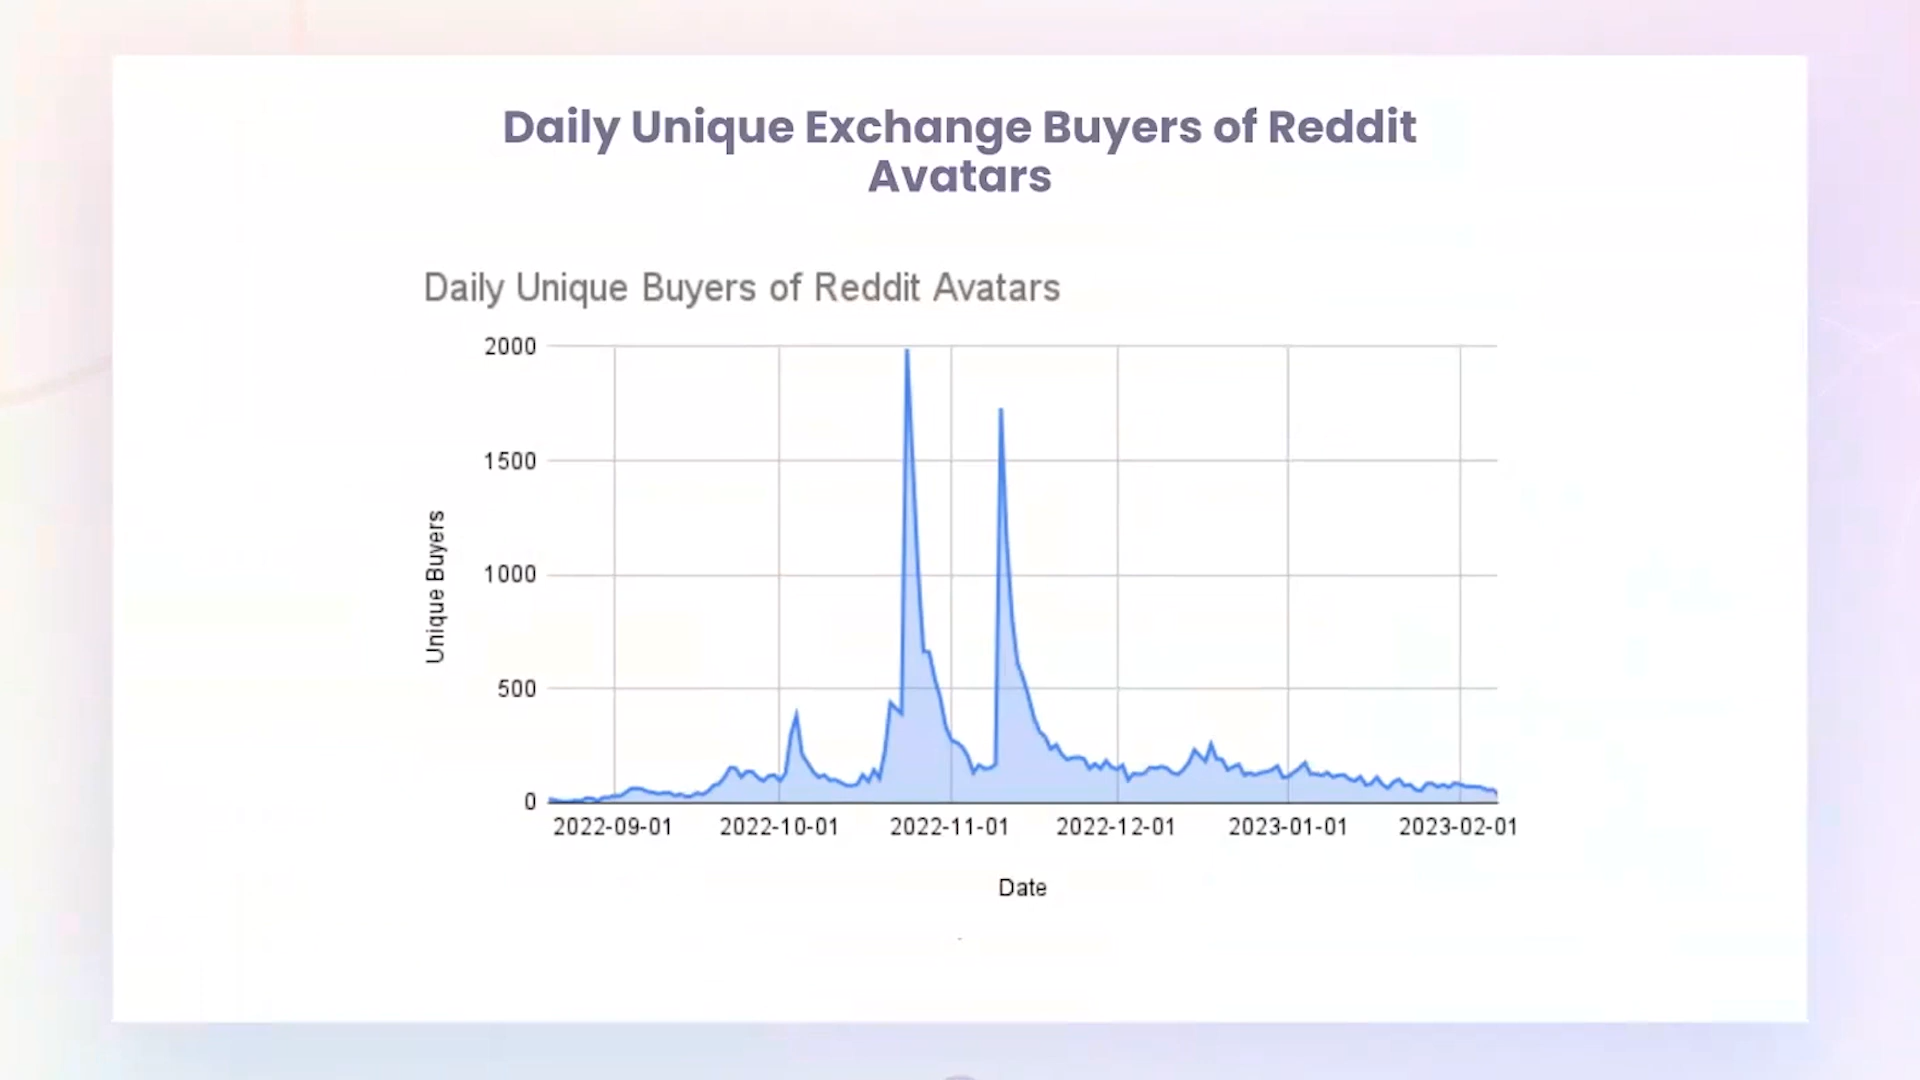 Daily Unique Exchange Buyers of Reddit
Avatars
Daily Unique Buyers of Reddit Avatars
2000
1500
1000
500
0
Unique Buyers
2022-09-01
2022-10-01
2022-11-01
2022-12-01
2023-01-01
2023-02-01
Date